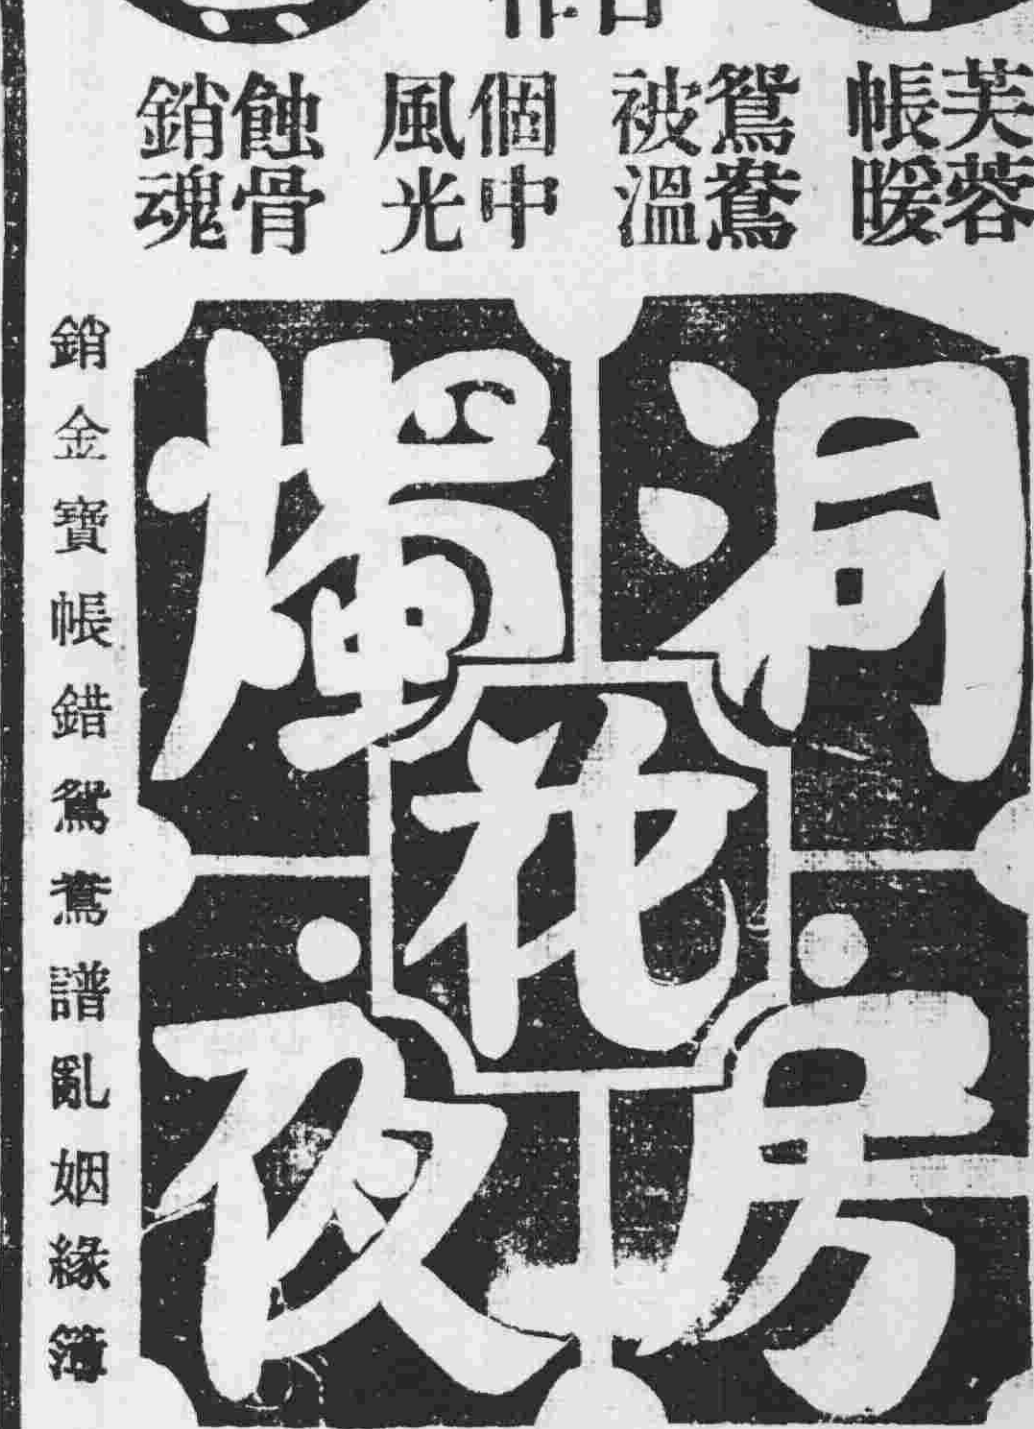 芙蓉帳暖
鴛鴦被溫
個中風光
蝕骨銷魂
洞房花燭夜
銷金寶帳錯鴛鴦譜亂姻緣簿